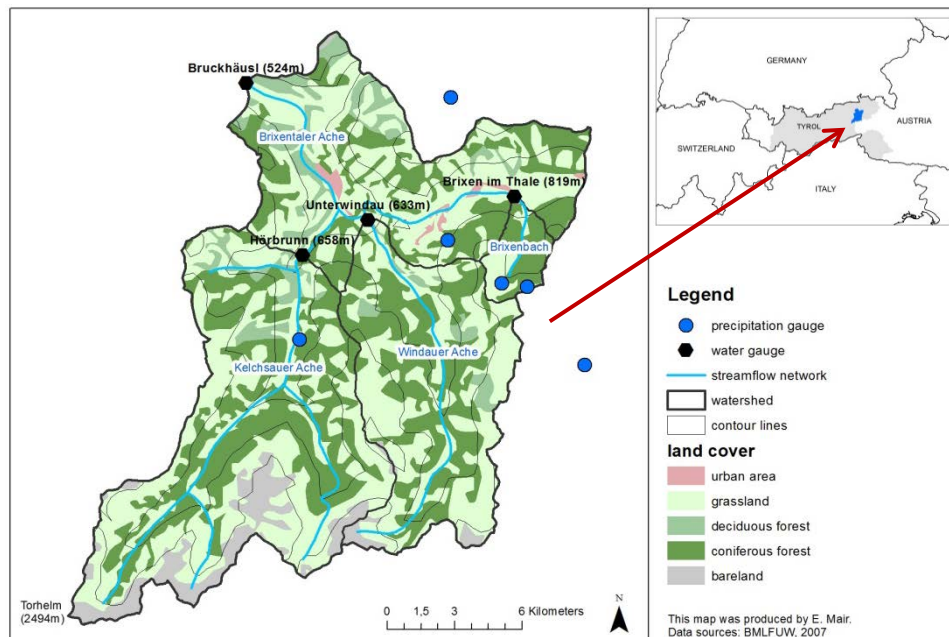 Bruckhäusl (524m)
Brixentaler Ache
Brixen im Thale (819m)
Unterwindau (633m)
Hörbrunn (658m)
Brixenbach
Windauer Ache
Kelchsauer Ache
Torhelm
(2494m)
0 1,5 3 6 Kilometers
N
GERMANY
TYROL
AUSTRIA
SWITZERLAND
ITALY
Legend
precipitation gauge
water gauge
streamflow network
watershed
contour lines
land cover
urban area
grassland
deciduous forest
coniferous forest
bareland
This map was produced by E. Mair.
Data sources: BMLFUW, 2007